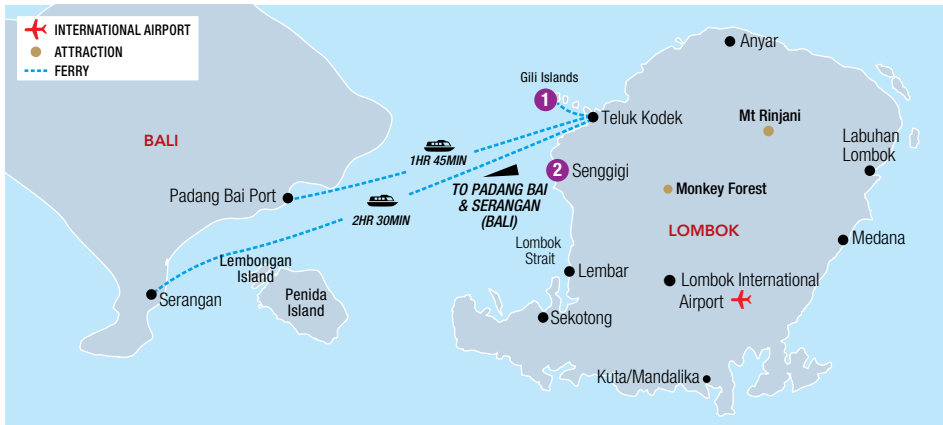 INTERNATIONAL AIRPORT
ATTRACTION
FERRY
Anyar
Gili Islands
1
Teluk Kodek
Mt Rinjani
BALI
Labuhan
Lombok
1HR 45MIN
2
Senggigi
Padang Bai Port
TO PADANG BAI
& SERANGAN
(BALI)
Monkey Forest
2HR 30MIN
LOMBOK
Medana
Lombok
Strait
Lembongan
Island
Lembar
Lombok International
Airport
Serangan
Penida
Island
Sekotong
Kuta/Mandalika